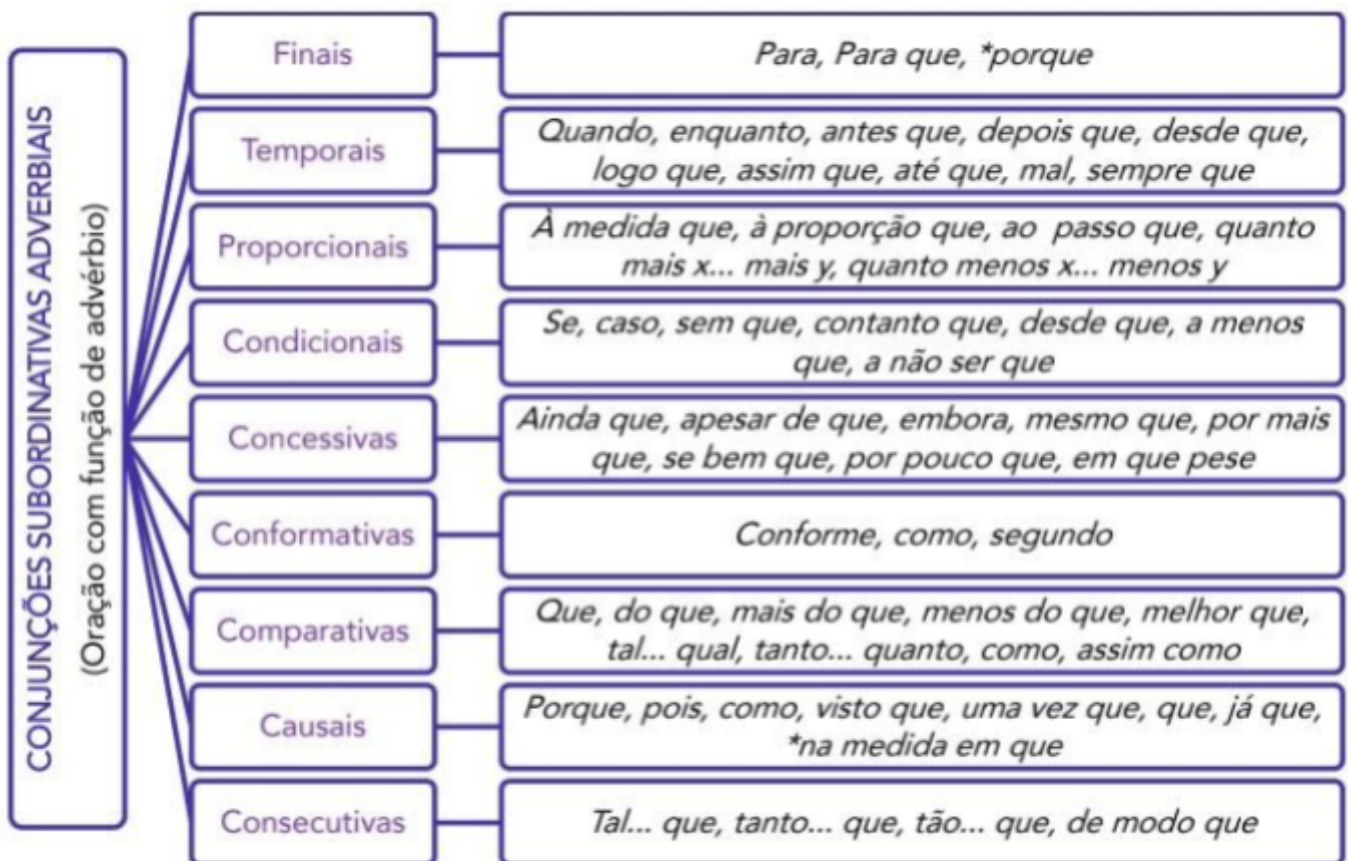 CONJUNÇÕES SUBORDINATIVAS ADVERBIAIS
(Oração com função de advérbio)
Finais
Para, Para que, *porque
Temporais
Quando, enquanto, antes que, depois que, desde que,
logo que, assim que, até que, mal, sempre que
Proporcionais
À medida que, à proporção que, ao passo que, quanto
mais x... mais y, quanto menos x... menos y
Condicionais
Se, caso, sem que, contanto que, desde que, a menos
que, a não ser que
Concessivas
Ainda que, apesar de que, embora, mesmo que, por mais
que, se bem que, por pouco que, em que pese
Conformativas
Conforme, como, segundo
Comparativas
Que, do que, mais do que, menos do que, melhor que,
tal... qual, tanto... quanto, como, assim como
Causais
Porque, pois, como, visto que, uma vez que, que, já que,
*na medida em que
Consecutivas
Tal... que, tanto... que, tão... que, de modo que